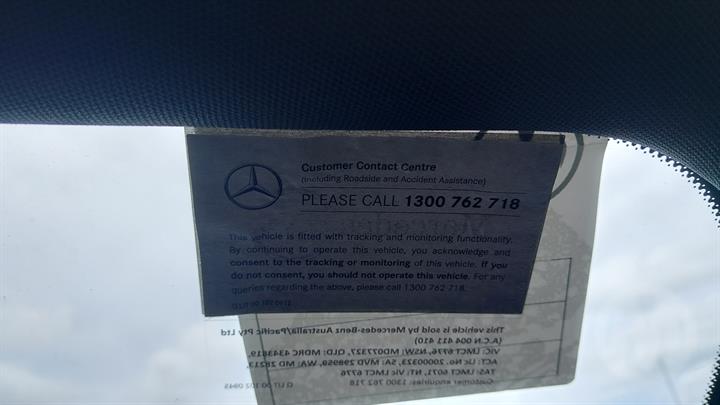 Customer Contact Centre
(Including Roadside and Accident Assistance)
PLEASE CALL 1300 762 718
This vehicle is fitted with tracking and monitoring functionality.
By continuing to operate this vehicle, you acknowledge and
consent to the tracking or monitoring of this vehicle. If you
do not consent, you should not operate this vehicle. For any
queries regarding the above, please call 1300 762 718.
This vehicle is sold by Mercedes-Benz Australia/Pacific Pty Ltd
(A.C.N 004 411 410)
VIC: LMCT 6776, NSW: MD077327, QLD: MDRC 4343819,
ACT: Lic No. 2000323, SA: MVD 299959, WA: MD 28213,
TAS: LMCT 6071, NT: VIC LMCT 6776
Customer enquiries: 1300 762 718